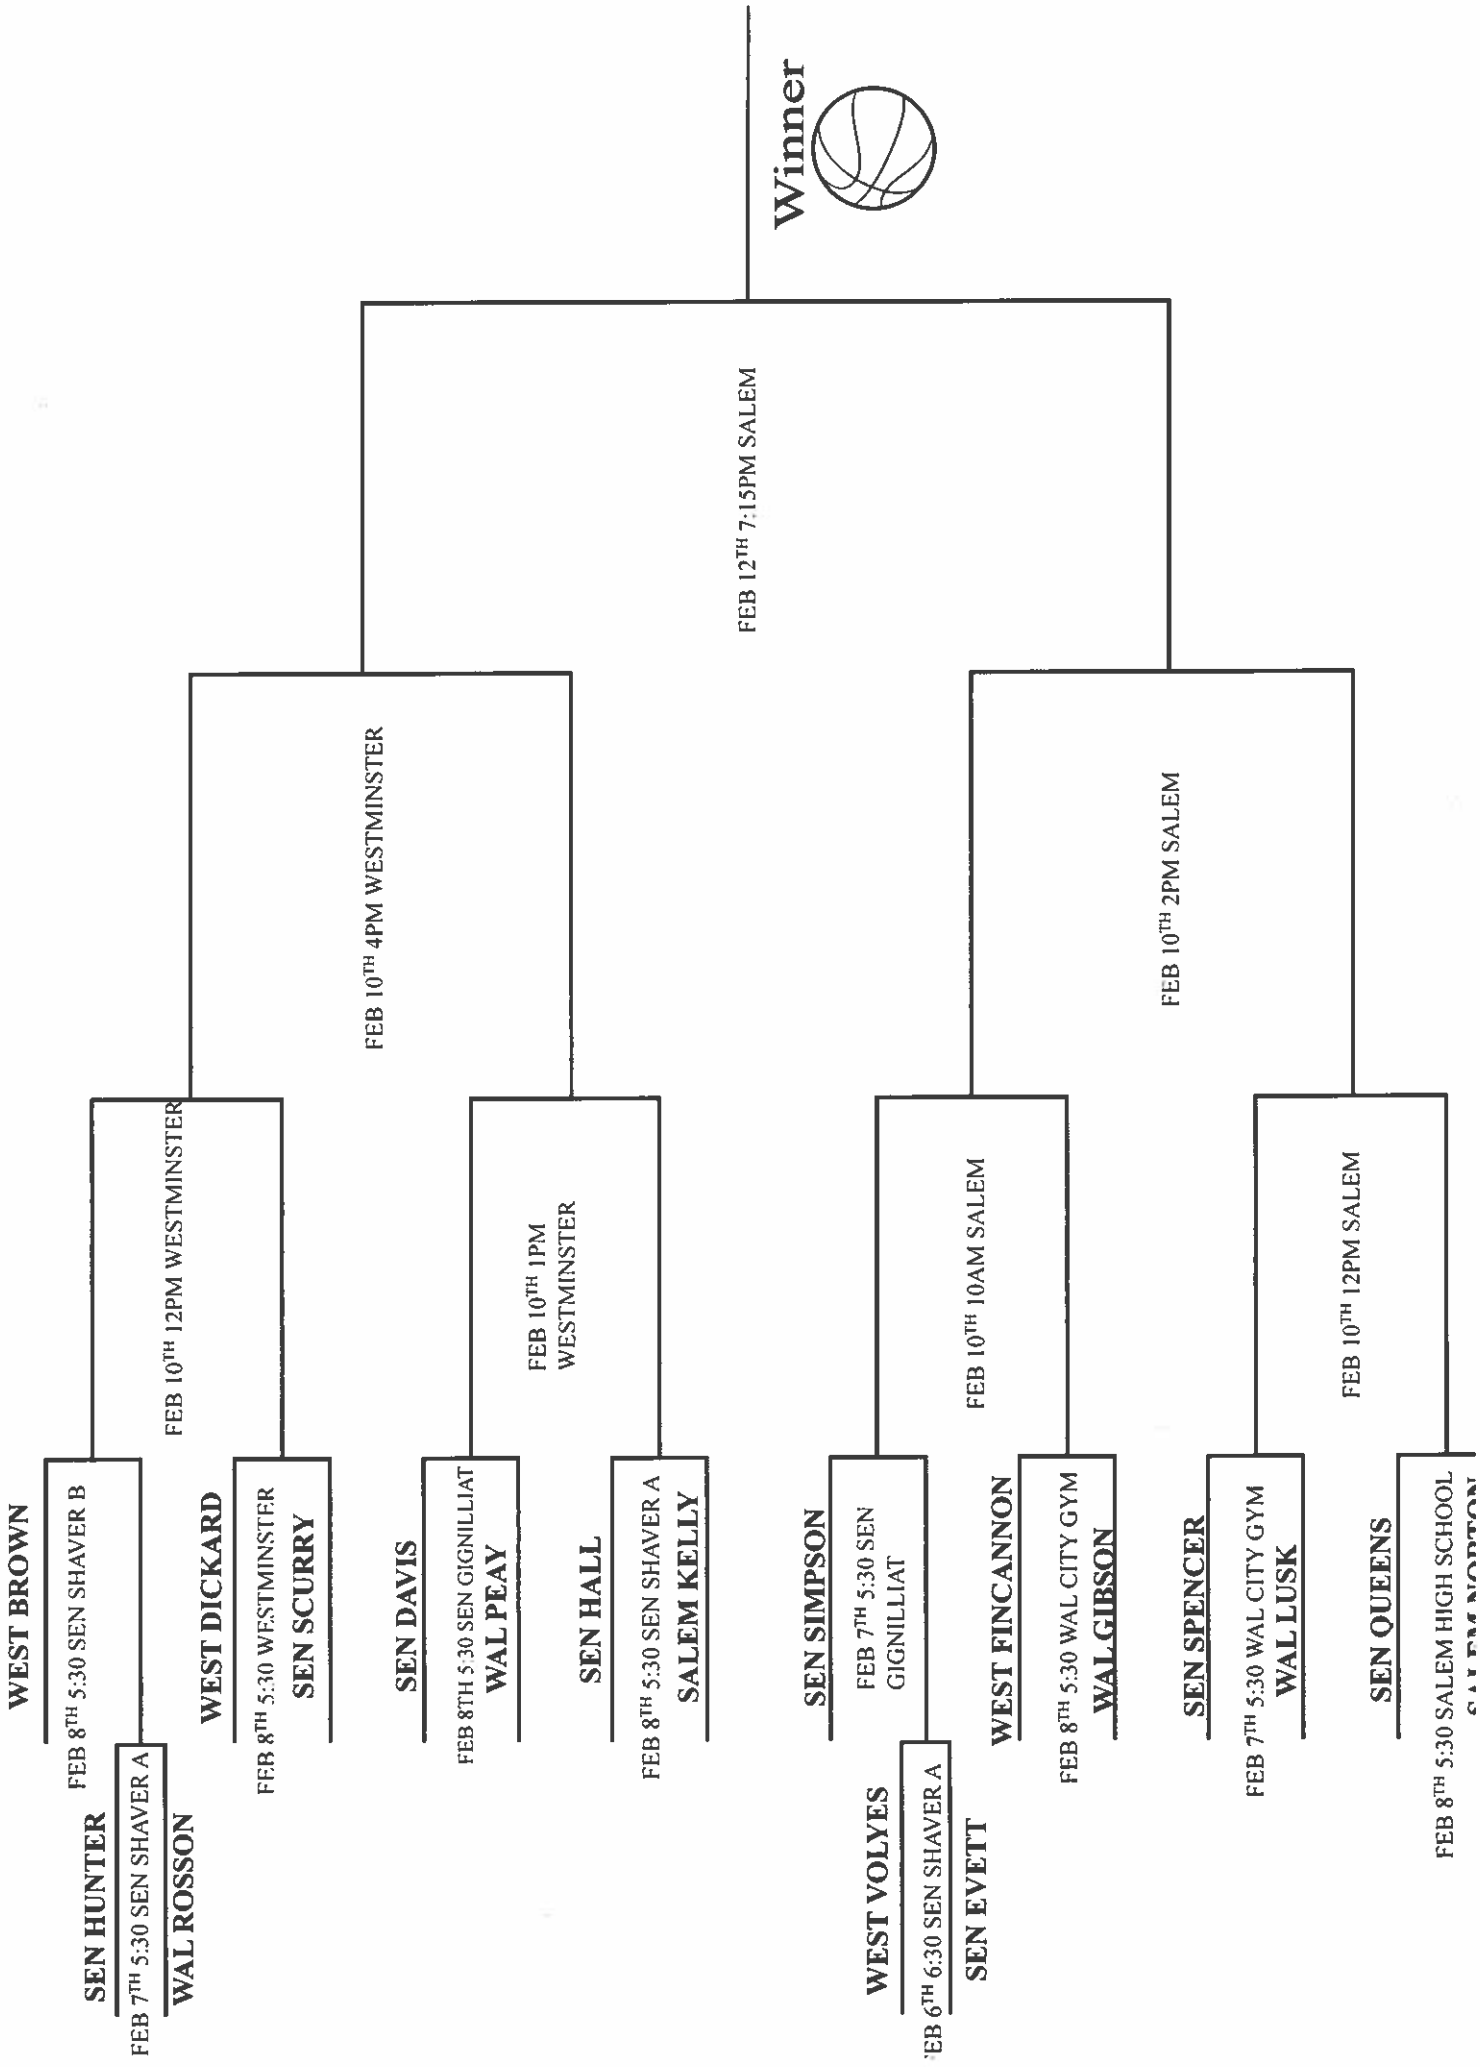 WEST BROWN
FEB 8TH 5:30 SEN SHAVER B
SEN HUNTER
FEB 7TH 5:30 SEN SHAVER A
WAL ROSSON
FEB 10TH 12PM WESTMINSTER
WEST DICKARD
FEB 8TH 5:30 WESTMINSTER
SEN SCURRY
FEB 10TH 4PM WESTMINSTER
SEN DAVIS
FEB 8TH 5:30 SEN GIGNILLIAT
WAL PEAY
FEB 10TH 1PM
WESTMINSTER
SEN HALL
FEB 8TH 5:30 SEN SHAVER A
SALEM KELLY
FEB 12TH 7:15PM SALEM
Winner
SEN SIMPSON
FEB 7TH 5:30 SEN
GIGNILLIAT
WEST VOLYES
EB 6TH 6:30 SEN SHAVER A
SEN EVETT
FEB 10TH 10AM SALEM
WEST FINCANNON
FEB 8TH 5:30 WAL CITY GYM
WAL GIBSON
FEB 10TH 2PM SALEM
SEN SPENCER
FEB 7TH 5:30 WAL CITY GYM
WAL LUSK
FEB 10TH 12PM SALEM
SEN QUEENS
FEB 8TH 5:30 SALEM HIGH SCHOOL
SALEM NORTON